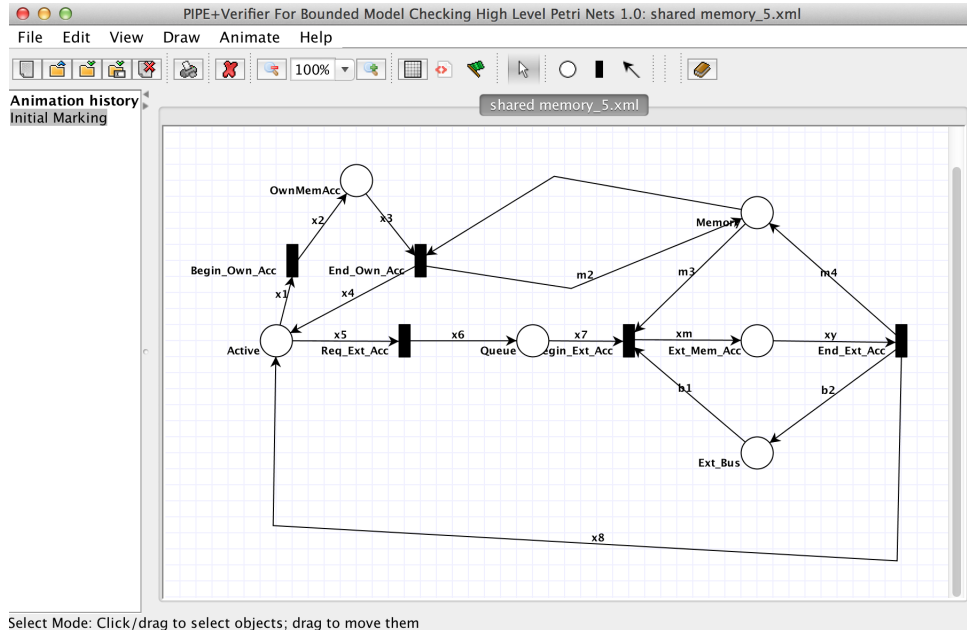 PIPE+Verifier For Bounded Model Checking High Level Petri Nets 1.0: shared memory_5.xml
File Edit View Draw Animate Help
100%
Animation history
Initial Marking
shared memory_5.xml
OwnMemAcc
x2
x3
Memory
Begin_Own_Acc
End_Own_Acc
m2
m3
m4
x1
x4
x5
x6
x7
xm
xy
Active
Req_Ext_Acc
Queue
egin_Ext_Acc
Ext_Mem_Acc
End_Ext_Acc
b1
b2
Ext_Bus
x8
Select Mode: Click/drag to select objects; drag to move them